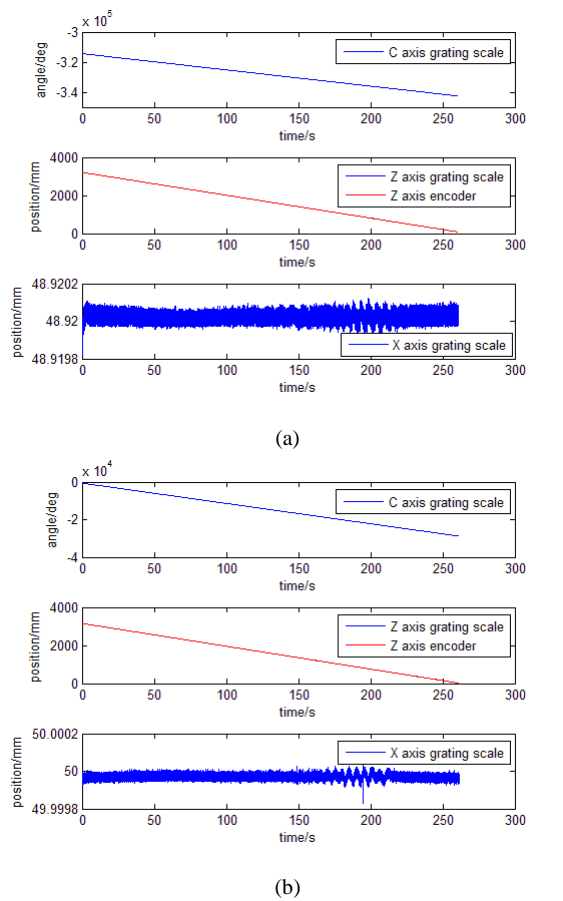 x 10^5
-3
-3.2
-3.4
angle/deg
C axis grating scale
0 50 100 150 200 250 300
time/s
4000
2000
0
position/mm
Z axis grating scale
Z axis encoder
0 50 100 150 200 250 300
time/s
48.9202
48.92
48.9198
position/mm
X axis grating scale
0 50 100 150 200 250 300
time/s
(a)
x 10^4
0
-2
-4
angle/deg
C axis grating scale
0 50 100 150 200 250 300
time/s
4000
2000
0
position/mm
Z axis grating scale
Z axis encoder
0 50 100 150 200 250 300
time/s
50.0002
50
49.9998
position/mm
X axis grating scale
0 50 100 150 200 250 300
time/s
(b)